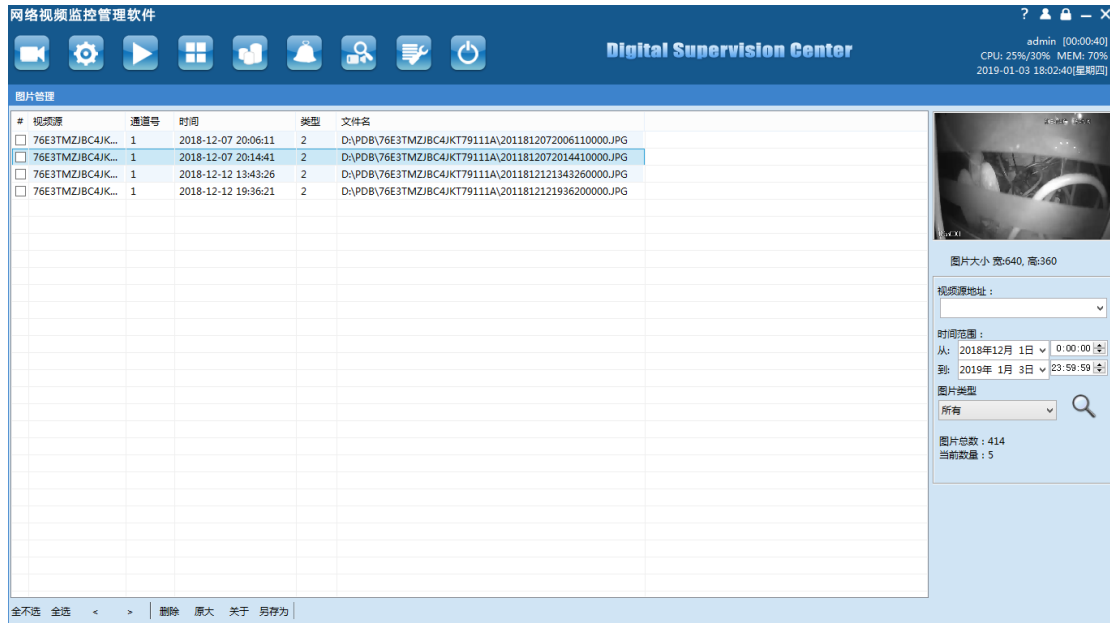 网络视频监控管理软件
?
Digital Supervision Center
admin [00:00:40]
CPU: 25%/30% MEM: 70%
2019-01-03 18:02:40[星期四]
图片管理
# 视频源 通道号 时间 类型 文件名
76E3TMZJBC4JK... 1 2018-12-07 20:06:11 2 D:\PDB\76E3TMZJBC4JKT79111A\2011812072006110000.JPG
76E3TMZJBC4JK... 1 2018-12-07 20:14:41 2 D:\PDB\76E3TMZJBC4JKT79111A\2011812072014410000.JPG
76E3TMZJBC4JK... 1 2018-12-12 13:43:26 2 D:\PDB\76E3TMZJBC4JKT79111A\2011812121343260000.JPG
76E3TMZJBC4JK... 1 2018-12-12 19:36:21 2 D:\PDB\76E3TMZJBC4JKT79111A\2011812121936200000.JPG
图片大小 宽:640, 高:360
视频源地址：
时间范围：
从: 2018年12月 1日 0:00:00
到: 2019年 1月 3日 23:59:59
图片类型
所有
图片总数：414
当前数量：5
全不选 全选 < > 删除 原大 关于 另存为